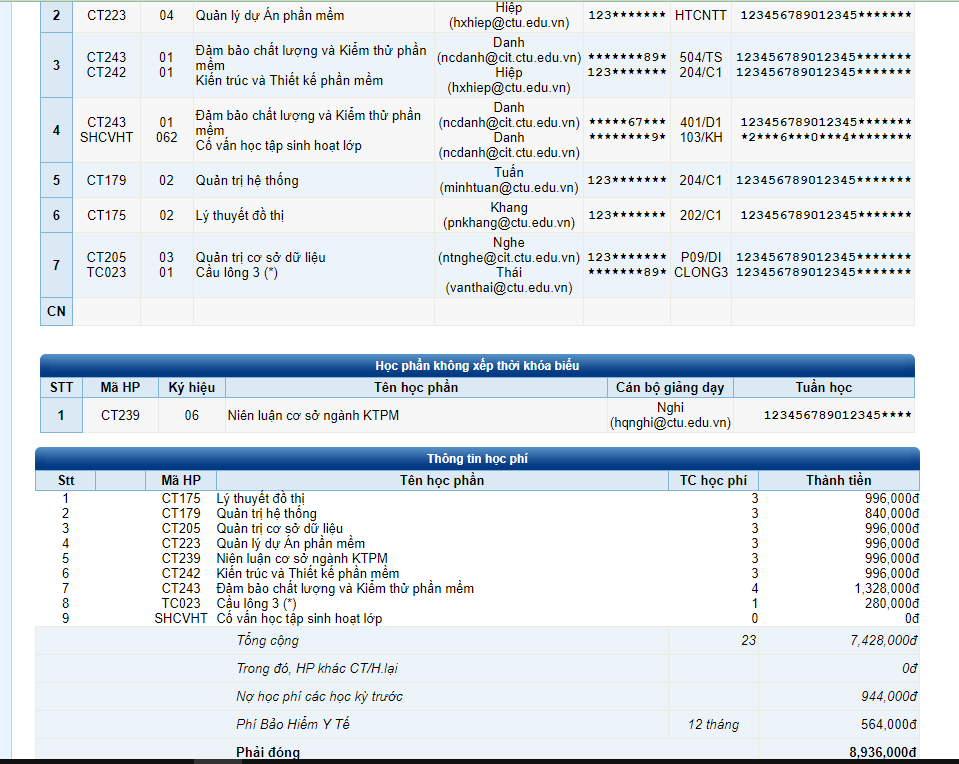 2 CT223 04 Quản lý dự Án phần mềm Hiệp (hxhiep@ctu.edu.vn) 123******* HTCNTT 123456789012345*******
3 CT243 01 Đảm bảo chất lượng và Kiểm thử phần mềm Danh (ncdanh@cit.ctu.edu.vn) *******89* 504/TS 123456789012345*******
CT242 01 Kiến trúc và Thiết kế phần mềm Hiệp (hxhiep@ctu.edu.vn) 123******* 204/C1 123456789012345*******
4 CT243 01 Đảm bảo chất lượng và Kiểm thử phần mềm Danh (ncdanh@cit.ctu.edu.vn) *****67*** 401/D1 123456789012345*******
SHCVHT 062 Cố vấn học tập sinh hoạt lớp Danh (ncdanh@cit.ctu.edu.vn) ********9* 103/KH *2***6***0***4********
5 CT179 02 Quản trị hệ thống Tuấn (minhtuan@ctu.edu.vn) 123******* 204/C1 123456789012345*******
6 CT175 02 Lý thuyết đồ thị Khang (pnkhang@ctu.edu.vn) 123******* 202/C1 123456789012345*******
7 CT205 03 Quản trị cơ sở dữ liệu Nghe (ntnghe@cit.ctu.edu.vn) 123******* P09/DI 123456789012345*******
TC023 01 Cầu lông 3 (*) Thái (vanthai@ctu.edu.vn) *******89* CLONG3 123456789012345*******
CN
Học phần không xếp thời khóa biểu
STT Mã HP Ký hiệu Tên học phần Cán bộ giảng dạy Tuần học
1 CT239 06 Niên luận cơ sở ngành KTPM Nghi (hqnghi@ctu.edu.vn) 123456789012345****
Thông tin học phí
Stt Mã HP Tên học phần TC học phí Thành tiền
1 CT175 Lý thuyết đồ thị 3 996,000đ
2 CT179 Quản trị hệ thống 3 840,000đ
3 CT205 Quản trị cơ sở dữ liệu 3 996,000đ
4 CT223 Quản lý dự Án phần mềm 3 996,000đ
5 CT239 Niên luận cơ sở ngành KTPM 3 996,000đ
6 CT242 Kiến trúc và Thiết kế phần mềm 3 996,000đ
7 CT243 Đảm bảo chất lượng và Kiểm thử phần mềm 4 1,328,000đ
8 TC023 Cầu lông 3 (*) 1 280,000đ
9 SHCVHT Cố vấn học tập sinh hoạt lớp 0 0đ
Tổng cộng 23 7,428,000đ
Trong đó, HP khác CT/H.lại 0đ
Nợ học phí các học kỳ trước 944,000đ
Phí Bảo Hiểm Y Tế 12 tháng 564,000đ
Phải đóng 8,936,000đ